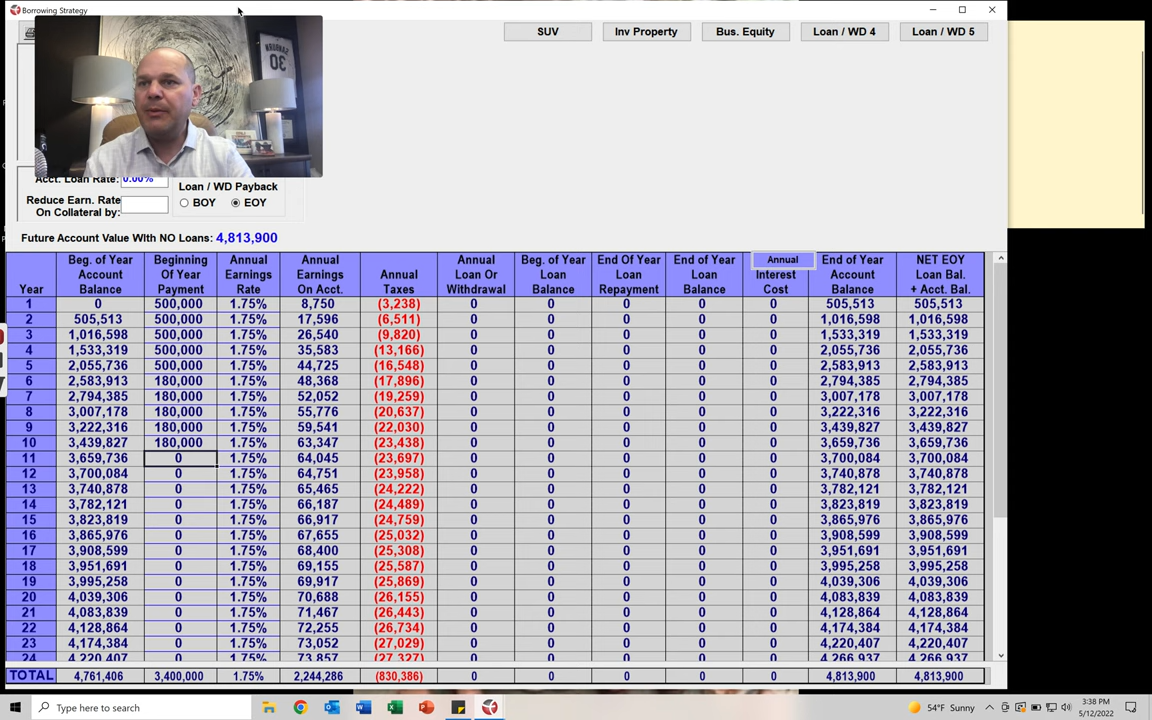 Borrowing Strategy
SUV
Inv Property
Bus. Equity
Loan / WD 4
Loan / WD 5
SANBORN
30
Acct. Loan Rate: 0.00%
Loan / WD Payback
Reduce Earn. Rate
On Collateral by:
BOY
EOY
Future Account Value With NO Loans: 4,813,900
Year Beg. of Year Account Balance Beginning Of Year Payment Annual Earnings Rate Annual Earnings On Acct. Annual Taxes Annual Loan Or Withdrawal Beg. of Year Loan Balance End Of Year Loan Repayment End of Year Loan Balance Annual Interest Cost End of Year Account Balance NET EOY Loan Bal. + Acct. Bal.
1 0 500,000 1.75% 8,750 (3,238) 0 0 0 0 0 505,513 505,513
2 505,513 500,000 1.75% 17,596 (6,511) 0 0 0 0 0 1,016,598 1,016,598
3 1,016,598 500,000 1.75% 26,540 (9,820) 0 0 0 0 0 1,533,319 1,533,319
4 1,533,319 500,000 1.75% 35,583 (13,166) 0 0 0 0 0 2,055,736 2,055,736
5 2,055,736 500,000 1.75% 44,725 (16,548) 0 0 0 0 0 2,583,913 2,583,913
6 2,583,913 180,000 1.75% 48,368 (17,896) 0 0 0 0 0 2,794,385 2,794,385
7 2,794,385 180,000 1.75% 52,052 (19,259) 0 0 0 0 0 3,007,178 3,007,178
8 3,007,178 180,000 1.75% 55,776 (20,637) 0 0 0 0 0 3,222,316 3,222,316
9 3,222,316 180,000 1.75% 59,541 (22,030) 0 0 0 0 0 3,439,827 3,439,827
10 3,439,827 180,000 1.75% 63,347 (23,438) 0 0 0 0 0 3,659,736 3,659,736
11 3,659,736 0 1.75% 64,045 (23,697) 0 0 0 0 0 3,700,084 3,700,084
12 3,700,084 0 1.75% 64,751 (23,958) 0 0 0 0 0 3,740,878 3,740,878
13 3,740,878 0 1.75% 65,465 (24,222) 0 0 0 0 0 3,782,121 3,782,121
14 3,782,121 0 1.75% 66,187 (24,489) 0 0 0 0 0 3,823,819 3,823,819
15 3,823,819 0 1.75% 66,917 (24,759) 0 0 0 0 0 3,865,976 3,865,976
16 3,865,976 0 1.75% 67,655 (25,032) 0 0 0 0 0 3,908,599 3,908,599
17 3,908,599 0 1.75% 68,400 (25,308) 0 0 0 0 0 3,951,691 3,951,691
18 3,951,691 0 1.75% 69,155 (25,587) 0 0 0 0 0 3,995,258 3,995,258
19 3,995,258 0 1.75% 69,917 (25,869) 0 0 0 0 0 4,039,306 4,039,306
20 4,039,306 0 1.75% 70,688 (26,155) 0 0 0 0 0 4,083,839 4,083,839
21 4,083,839 0 1.75% 71,467 (26,443) 0 0 0 0 0 4,128,864 4,128,864
22 4,128,864 0 1.75% 72,255 (26,734) 0 0 0 0 0 4,174,384 4,174,384
23 4,174,384 0 1.75% 73,052 (27,029) 0 0 0 0 0 4,220,407 4,220,407
24 4,220,407 0 1.75% 73,857 (27,327) 0 0 0 0 0 4,266,937 4,266,937
TOTAL 4,761,406 3,400,000 1.75% 2,244,286 (830,386) 0 0 0 0 0 4,813,900 4,813,900
Type here to search
54°F Sunny
3:38 PM
5/12/2022